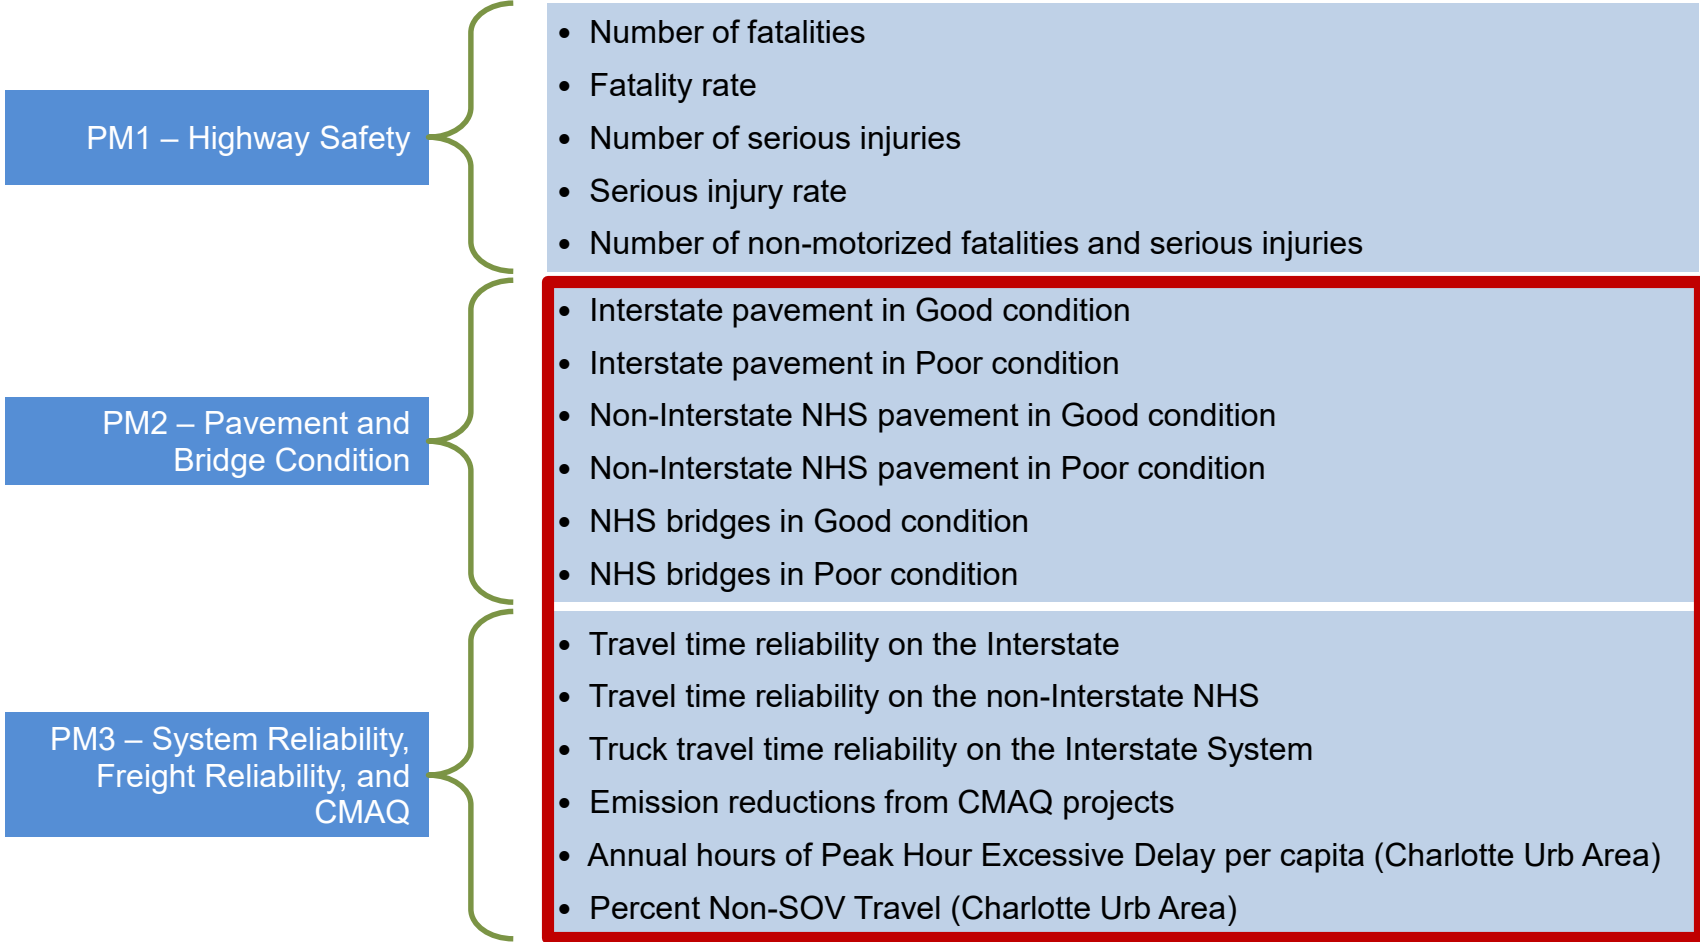 PM1 – Highway Safety
• Number of fatalities
• Fatality rate
• Number of serious injuries
• Serious injury rate
• Number of non-motorized fatalities and serious injuries
PM2 – Pavement and
Bridge Condition
• Interstate pavement in Good condition
• Interstate pavement in Poor condition
• Non-Interstate NHS pavement in Good condition
• Non-Interstate NHS pavement in Poor condition
• NHS bridges in Good condition
• NHS bridges in Poor condition
PM3 – System Reliability,
Freight Reliability, and
CMAQ
• Travel time reliability on the Interstate
• Travel time reliability on the non-Interstate NHS
• Truck travel time reliability on the Interstate System
• Emission reductions from CMAQ projects
• Annual hours of Peak Hour Excessive Delay per capita (Charlotte Urb Area)
• Percent Non-SOV Travel (Charlotte Urb Area)